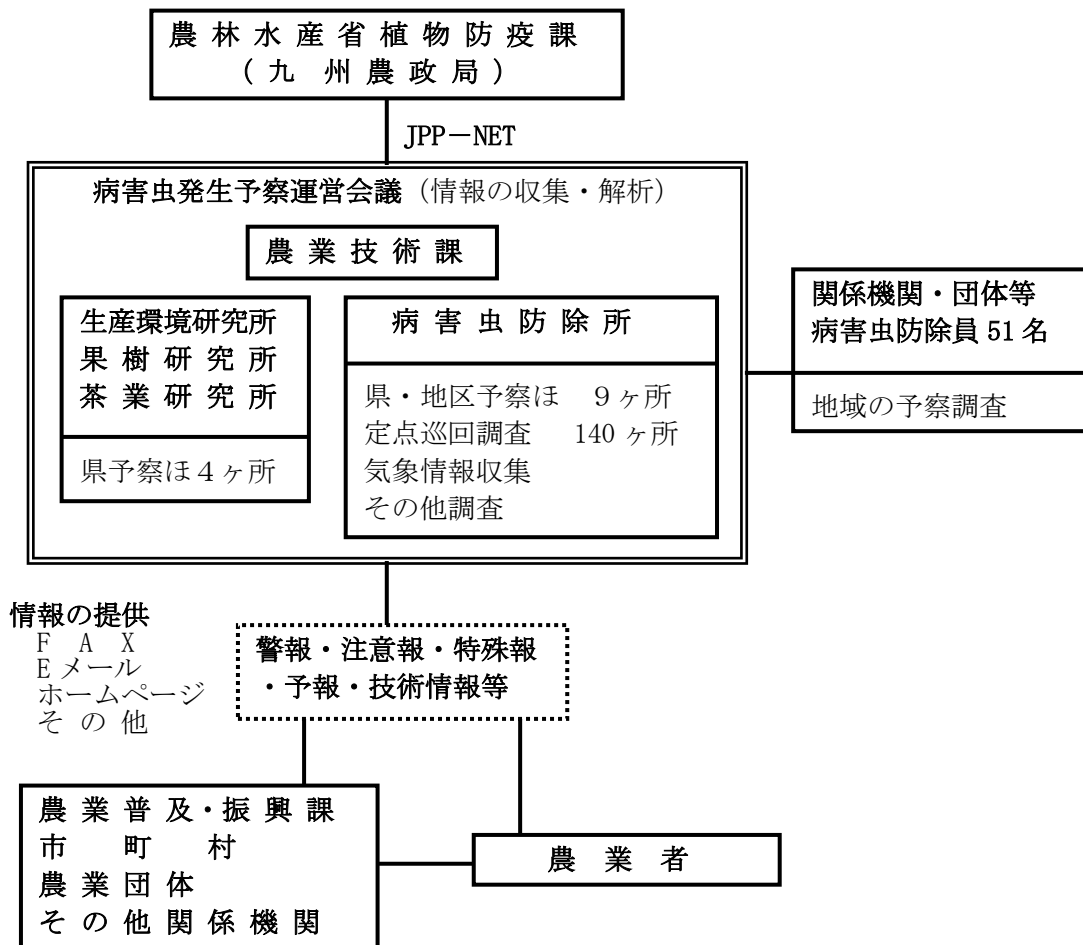 農林水産省植物防疫課
(九 州農政局)
JPP－NET
病害虫発生予察運営会議（情報の収集・解析）
農業技術課
生産環境研究所
果樹研究所
茶業研究所
県予察ほ４ヶ所
病害虫防除所
県・地区予察ほ　９ヶ所
定点巡回調査　140 ヶ所
気象情報収集
その他調査
関係機関・団体等
病害虫防除員 51 名
地域の予察調査
情報の提供
ＦＡＸ
Ｅメール
ホームページ
その他
警報・注意報・特殊報
・予報・技術情報等
農業普及・振興課
市町村
農業団体
その他関係機関
農業者